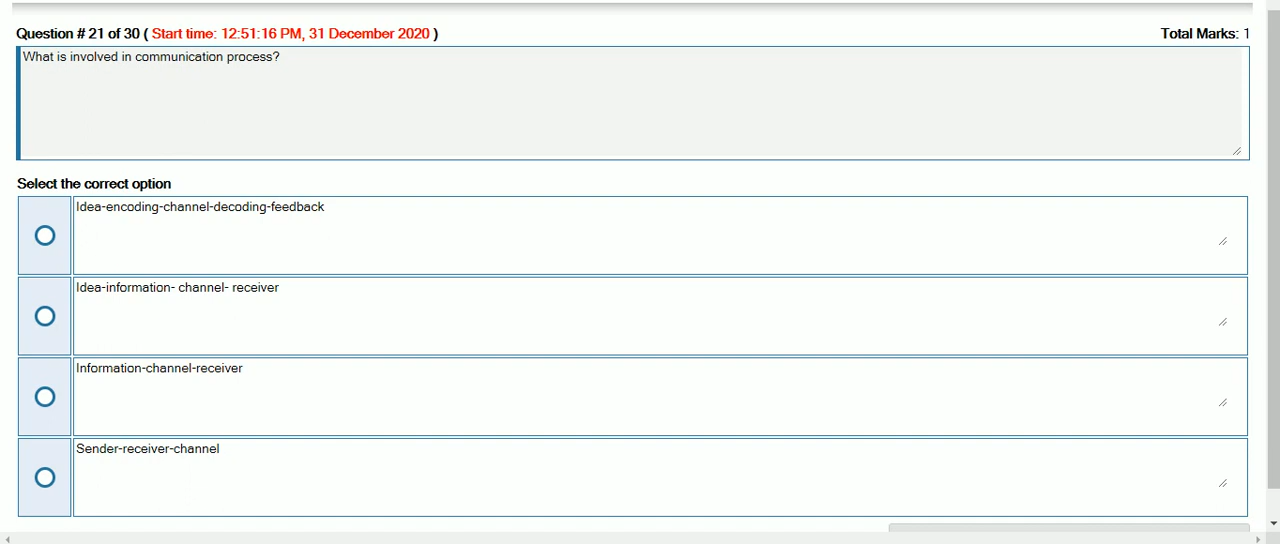 Question # 21 of 30 ( Start time: 12:51:16 PM, 31 December 2020 ) Total Marks: 1
What is involved in communication process?
Select the correct option
Idea-encoding-channel-decoding-feedback
Idea-information- channel- receiver
Information-channel-receiver
Sender-receiver-channel